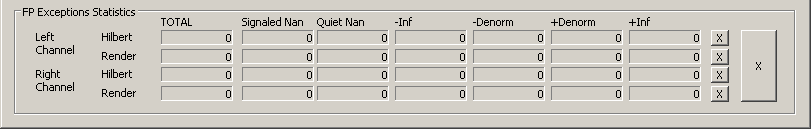 FP Exceptions Statistics
TOTAL Signaled Nan Quiet Nan -Inf -Denorm +Denorm +Inf
Left Channel Hilbert 0 0 0 0 0 0 0 X
Render 0 0 0 0 0 0 0 X
Right Channel Hilbert 0 0 0 0 0 0 0 X
Render 0 0 0 0 0 0 0 X
X